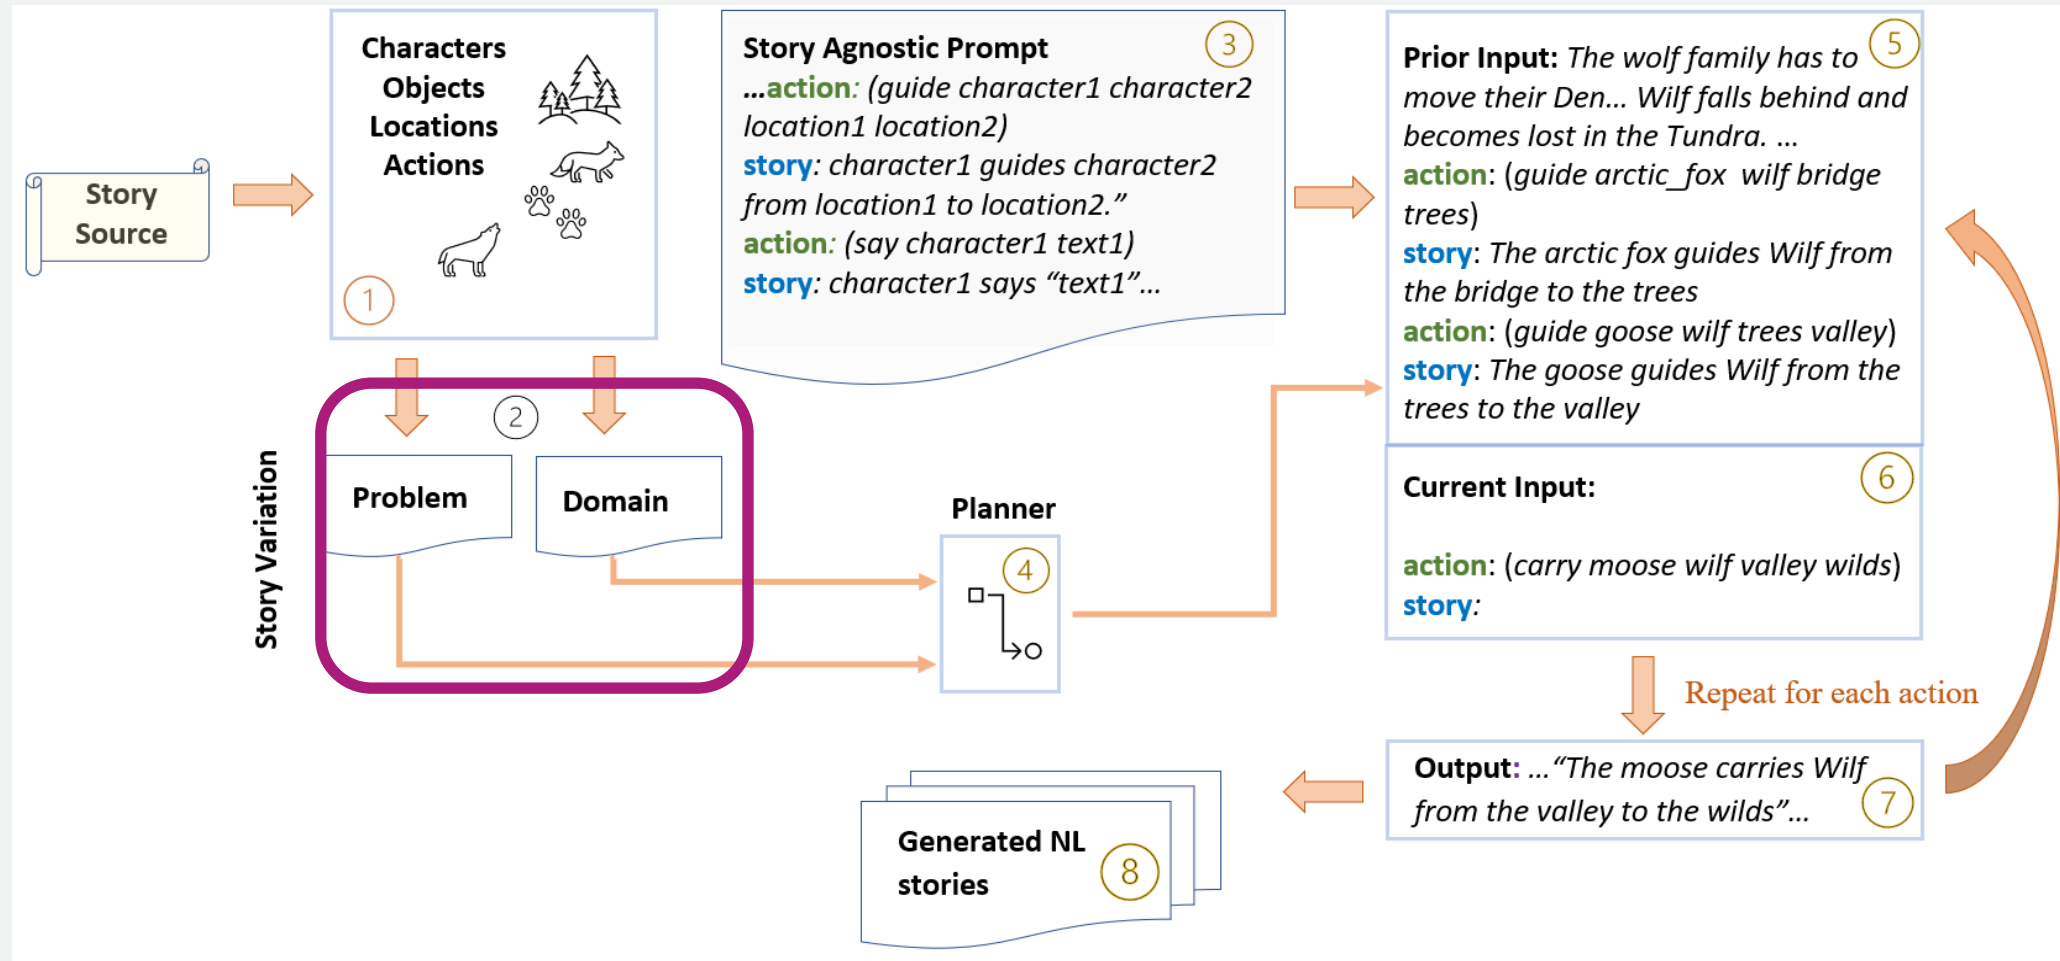 Story
Source
Characters
Objects
Locations
Actions
1
Story Variation
2
Problem
Domain
Story Agnostic Prompt
3
...action: (guide character1 character2
location1 location2)
story: character1 guides character2
from location1 to location2.”
action: (say character1 text1)
story: character1 says “text1”...
Planner
4
5
Prior Input: The wolf family has to
move their Den... Wilf falls behind and
becomes lost in the Tundra. ...
action: (guide arctic_fox wilf bridge
trees)
story: The arctic fox guides Wilf from
the bridge to the trees
action: (guide goose wilf trees valley)
story: The goose guides Wilf from the
trees to the valley
6
Current Input:
action: (carry moose wilf valley wilds)
story:
Repeat for each action
Output: ...“The moose carries Wilf
from the valley to the wilds”...
7
Generated NL
stories
8